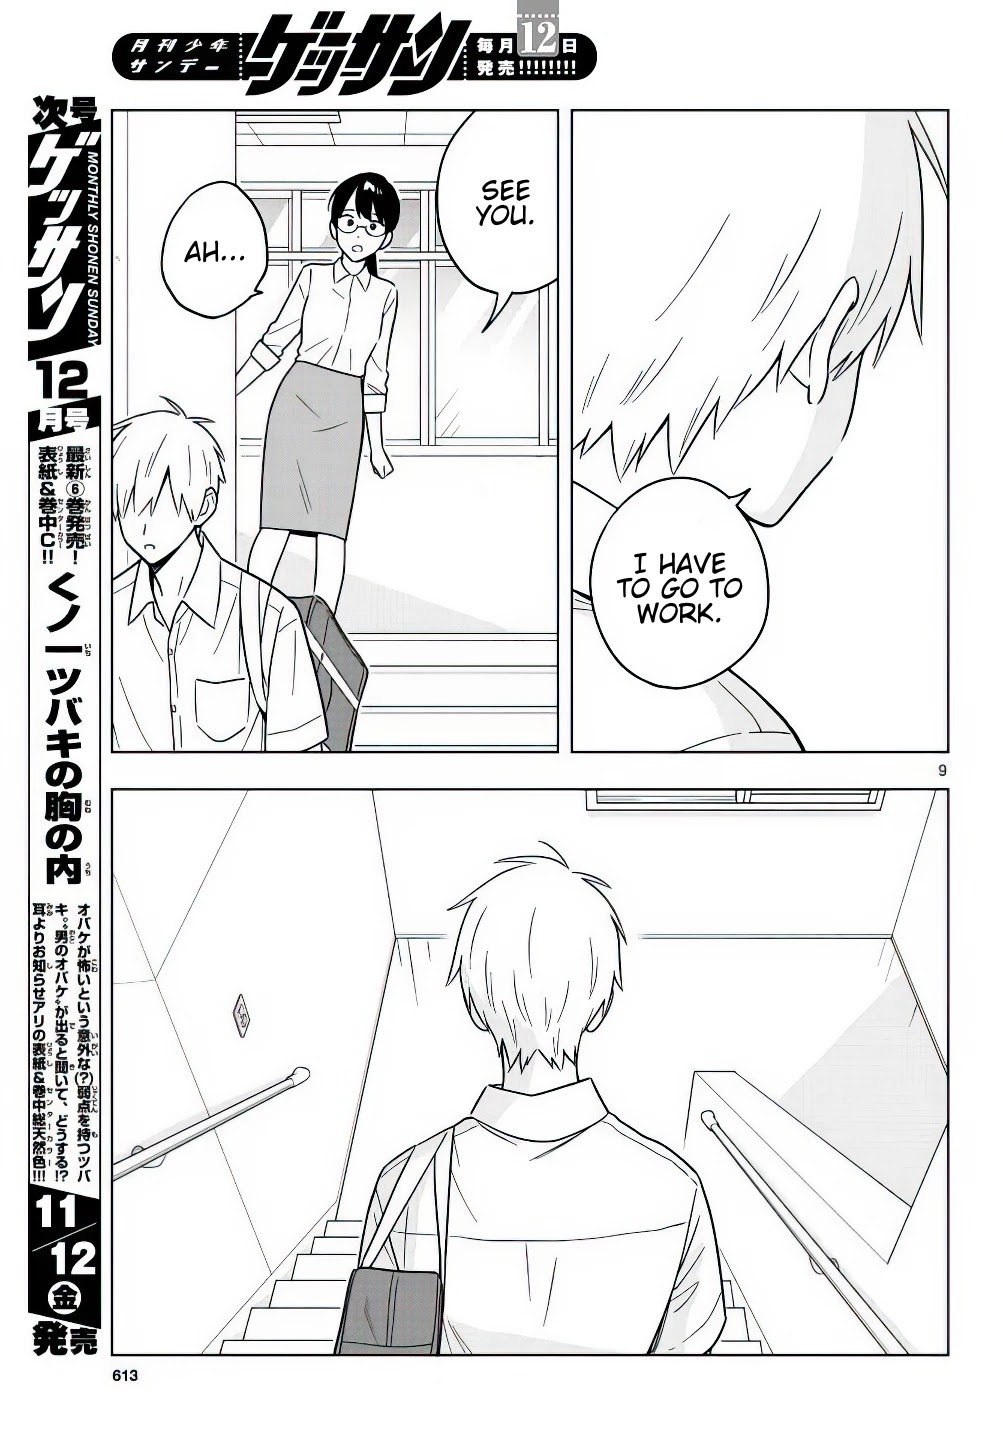 月刊少年
サンデー
ゲッサン
毎月12日
発売!!!!!!!!!
I HAVE
TO GO TO
WORK.
SEE
YOU.
AH...
9
613
次号
ゲッサン
MONTHLY SHONEN SUNDAY
12
月号
最新⑥巻発売!
表紙&巻中C!!
くノ一ツバキの胸の内
オバケが怖いという意外な(?)弱点を持つツバ
キ。男のオバケが出ると聞いて、どうする!?
耳よりお知らせアリの表紙&巻中総天然色!!!
11/12
金
発売